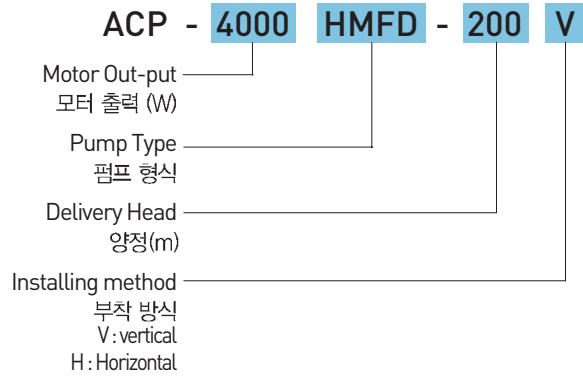 ACP - 4000 HMFD - 200 V
Motor Out-put
모터 출력 (W)
Pump Type
펌프 형식
Delivery Head
양정(m)
Installing method
부착 방식
V : vertical
H : Horizontal